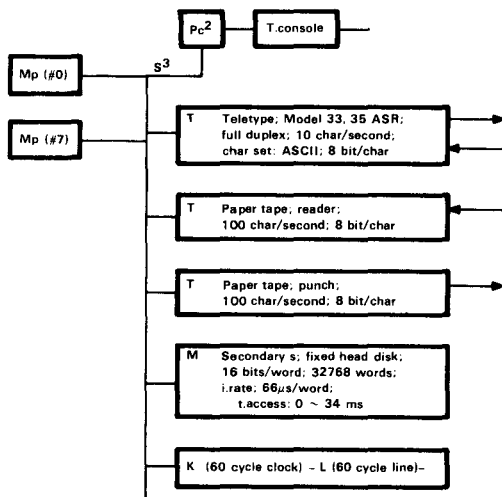 Pc²
T.console
S³
Mp (#0)
Mp (#7)
T Teletype; Model 33, 35 ASR;
full duplex; 10 char/second;
char set: ASCII; 8 bit/char
T Paper tape; reader;
100 char/second; 8 bit/char
T Paper tape; punch;
100 char/second; 8 bit/char
M Secondary s; fixed head disk;
16 bits/word; 32768 words;
i.rate; 66μs/word;
t.access: 0 ~ 34 ms
K (60 cycle clock) - L (60 cycle line)-